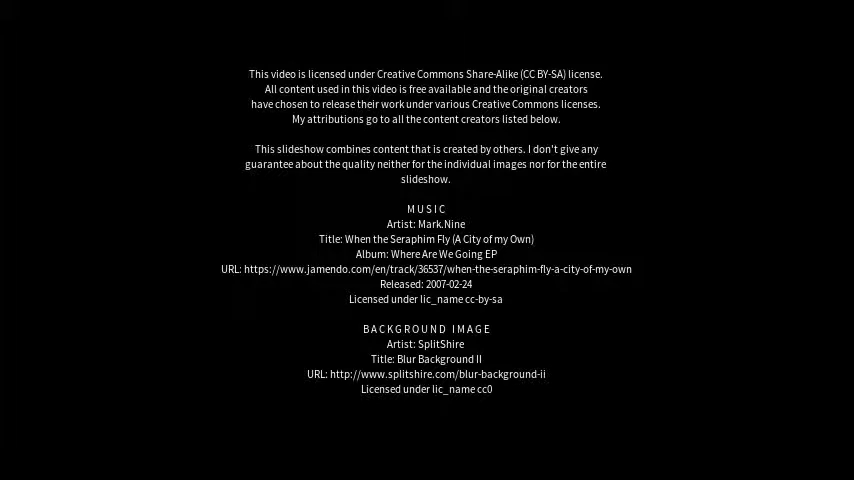 This video is licensed under Creative Commons Share-Alike (CC BY-SA) license.
All content used in this video is free available and the original creators
have chosen to release their work under various Creative Commons licenses.
My attributions go to all the content creators listed below.
This slideshow combines content that is created by others. I don't give any
guarantee about the quality neither for the individual images nor for the entire
slideshow.
MUSIC
Artist: Mark.Nine
Title: When the Seraphim Fly (A City of my Own)
Album: Where Are We Going EP
URL: https://www.jamendo.com/en/track/36537/when-the-seraphim-fly-a-city-of-my-own
Released: 2007-02-24
Licensed under lic_name cc-by-sa
BACKGROUND IMAGE
Artist: SplitShire
Title: Blur Background II
URL: http://www.splitshire.com/blur-background-ii
Licensed under lic_name cc0